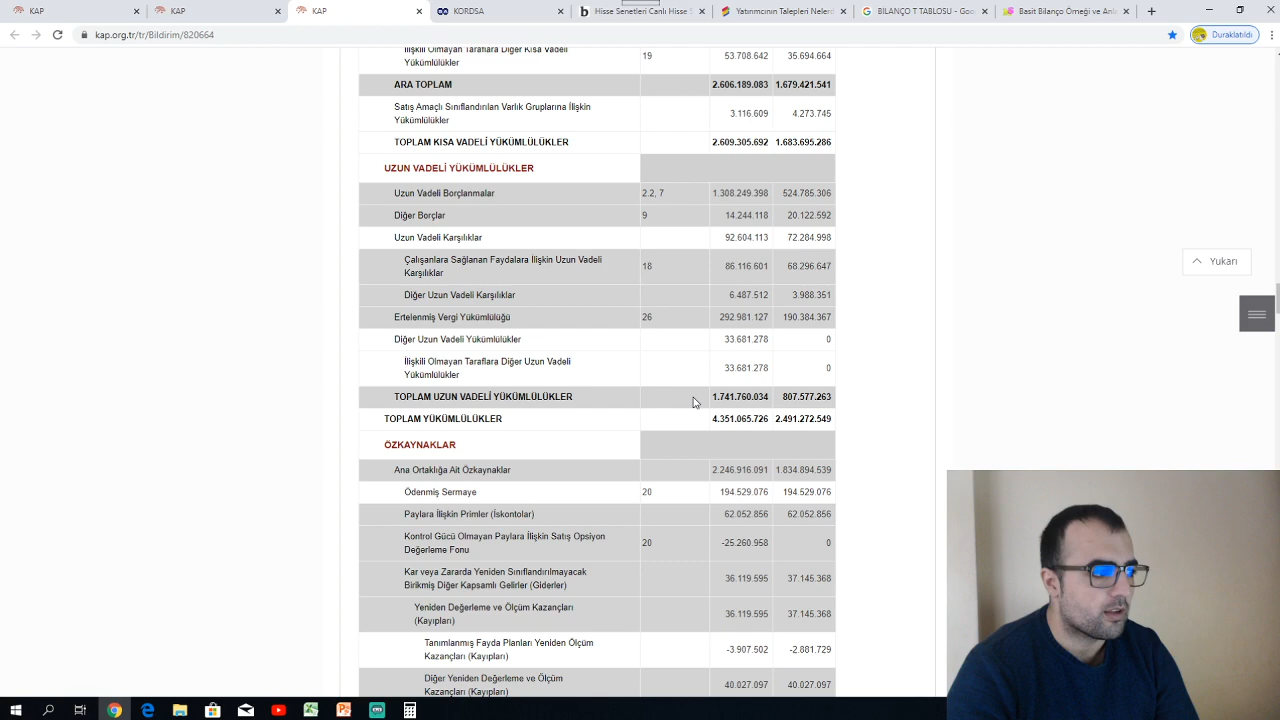 KAP
KAP
KAP
KORDSA
Hisse Senetleri Canlı Hisse S
Yatırımcının Talepleri Nelerd
BİLANÇO T TABLOSU - Goo
Basit Bilanço Örneği ve Anla
kap.org.tr/tr/Bildirim/820664
Duraklatıldı
İlişkili Olmayan Taraflara Diğer Kısa Vadeli
Yükümlülükler 19 53.708.642 35.694.664
ARA TOPLAM 2.606.189.083 1.679.421.541
Satış Amaçlı Sınıflandırılan Varlık Gruplarına İlişkin
Yükümlülükler 3.116.609 4.273.745
TOPLAM KISA VADELİ YÜKÜMLÜLÜKLER 2.609.305.692 1.683.695.286
UZUN VADELİ YÜKÜMLÜLÜKLER
Uzun Vadeli Borçlanmalar 2.2, 7 1.308.249.398 524.785.306
Diğer Borçlar 9 14.244.118 20.122.592
Uzun Vadeli Karşılıklar 92.604.113 72.284.998
Çalışanlara Sağlanan Faydalara İlişkin Uzun Vadeli
Karşılıklar 18 86.116.601 68.296.647
Diğer Uzun Vadeli Karşılıklar 6.487.512 3.988.351
Ertelenmiş Vergi Yükümlülüğü 26 292.981.127 190.384.367
Diğer Uzun Vadeli Yükümlülükler 33.681.278 0
İlişkili Olmayan Taraflara Diğer Uzun Vadeli
Yükümlülükler 33.681.278 0
TOPLAM UZUN VADELİ YÜKÜMLÜLÜKLER 1.741.760.034 807.577.263
TOPLAM YÜKÜMLÜLÜKLER 4.351.065.726 2.491.272.549
ÖZKAYNAKLAR
Ana Ortaklığa Ait Özkaynaklar 2.246.916.091 1.834.894.539
Ödenmiş Sermaye 20 194.529.076 194.529.076
Paylara İlişkin Primler (İskontolar) 62.052.856 62.052.856
Kontrol Gücü Olmayan Paylara İlişkin Satış Opsiyon
Değerleme Fonu 20 -25.260.958 0
Kar veya Zararda Yeniden Sınıflandırılmayacak
Birikmiş Diğer Kapsamlı Gelirler (Giderler) 36.119.595 37.145.368
Yeniden Değerleme ve Ölçüm Kazançları
(Kayıpları) 36.119.595 37.145.368
Tanımlanmış Fayda Planları Yeniden Ölçüm
Kazançları (Kayıpları) -3.907.502 -2.881.729
Diğer Yeniden Değerleme ve Ölçüm
Kazançları (Kayıpları) 40.027.097 40.027.097
Yukarı